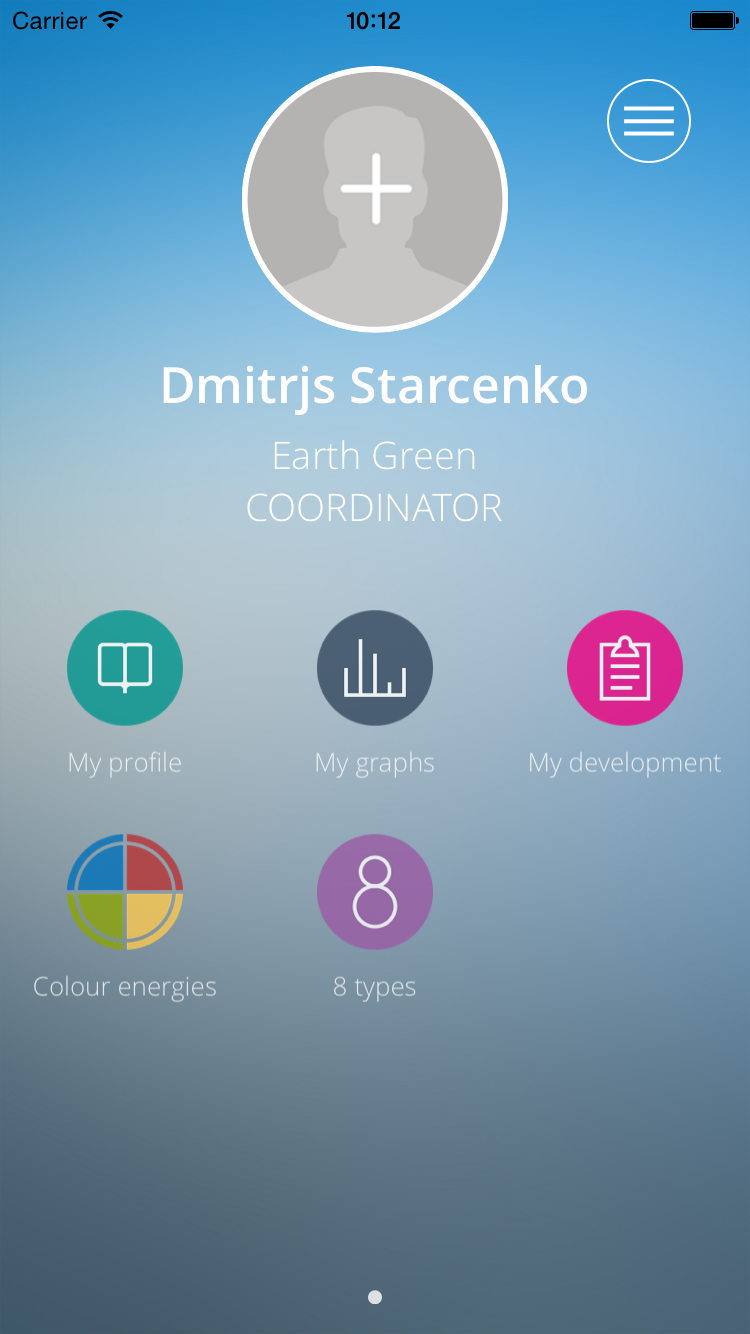 Carrier 10:12
Dmitrjs Starcenko
Earth Green
COORDINATOR
My profile My graphs My development
8
Colour energies 8 types